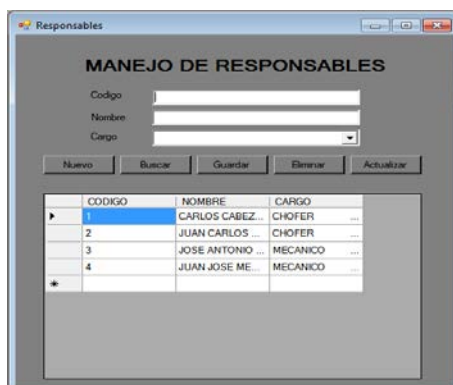 Responsables
MANEJO DE RESPONSABLES
Codigo
Nombre
Cargo
Nuevo Buscar Guardar Eliminar Actualizar
CODIGO NOMBRE CARGO
1 CARLOS CABEZ... CHOFER ...
2 JUAN CARLOS ... CHOFER ...
3 JOSE ANTONIO ... MECANICO ...
4 JUAN JOSE ME... MECANICO ...